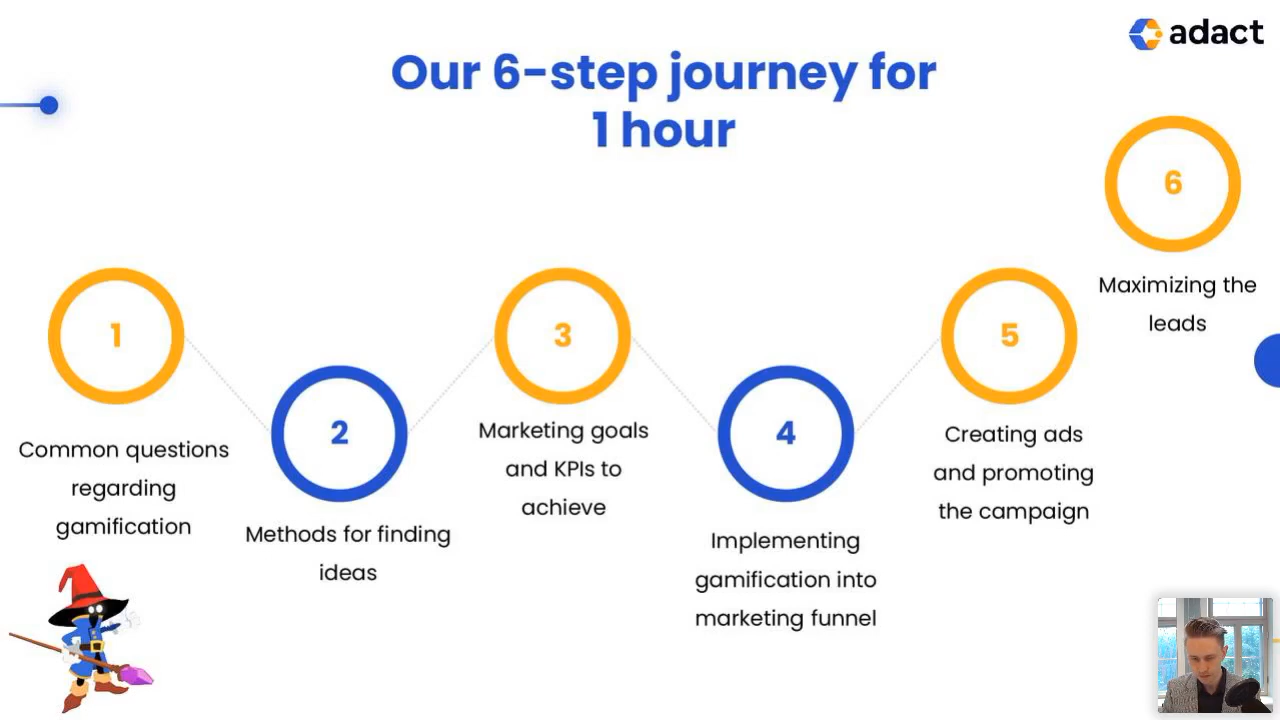 adact
Our 6-step journey for
1 hour
6
Maximizing the
leads
1
Common questions
regarding
gamification
2
Methods for finding
ideas
3
Marketing goals
and KPIs to
achieve
4
Implementing
gamification into
marketing funnel
5
Creating ads
and promoting
the campaign